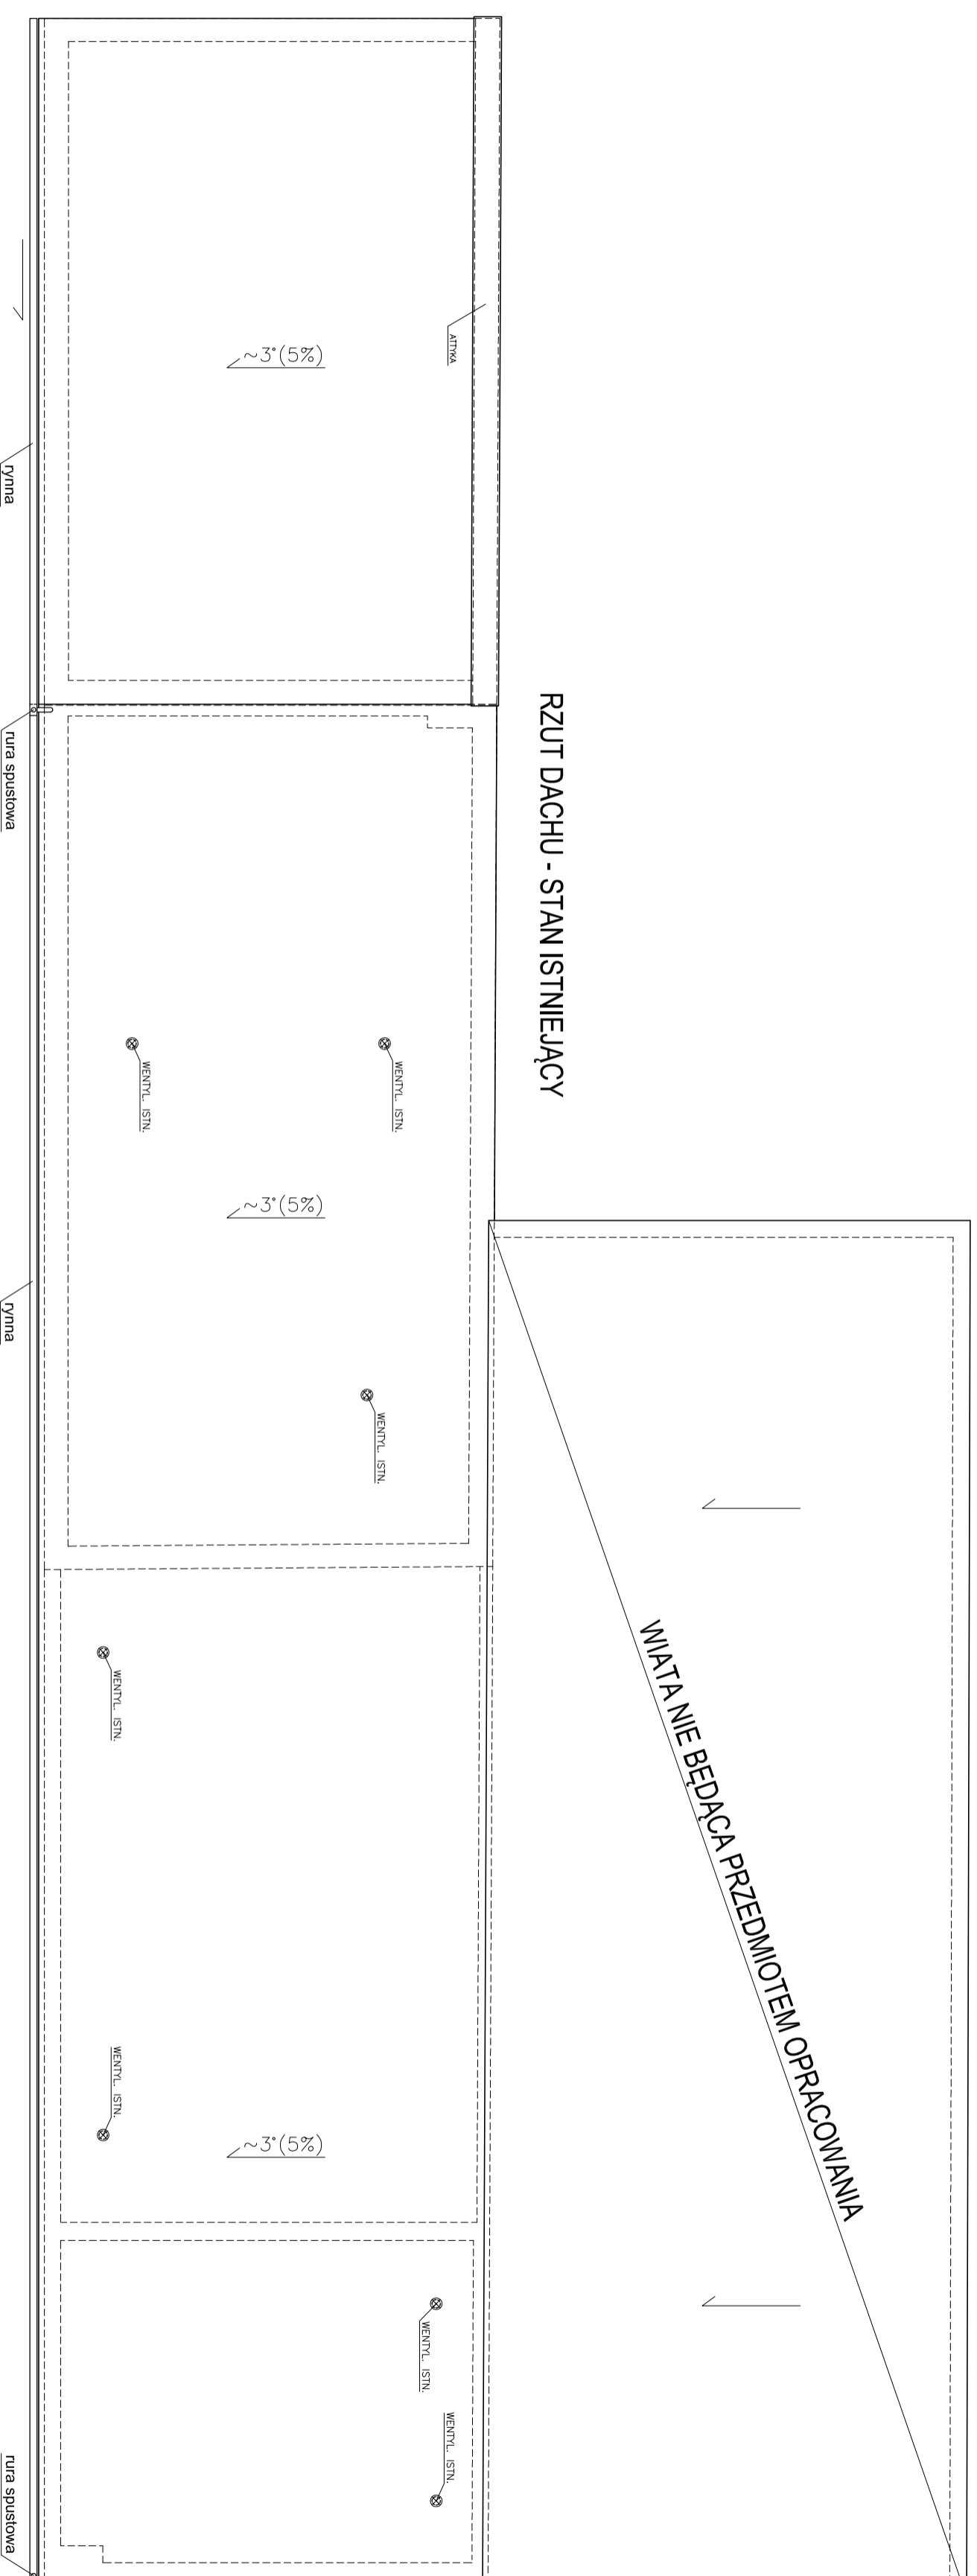 RZUT DACHU - STAN ISTNIEJĄCY
WIATA NIE BĘDĄCA PRZEDMIOTEM OPRACOWANIA
ATTYKA
~3°(5%)
rynna
rura spustowa
WENTYL. ISTN.
WENTYL. ISTN.
~3°(5%)
WENTYL. ISTN.
rynna
WENTYL. ISTN.
WENTYL. ISTN.
~3°(5%)
WENTYL. ISTN.
WENTYL. ISTN.
rura spustowa